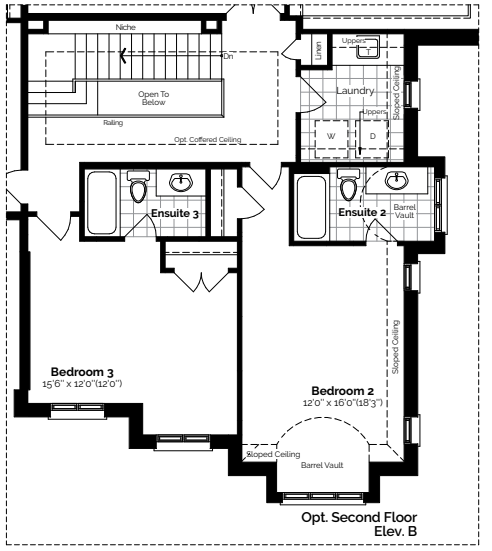 Niche
Dn
Open To
Below
Railing
Opt. Coffered Ceiling
Linen
Uppers
T
Laundry
Sloped Ceiling
Uppers
W
D
Ensuite 3
Ensuite 2
Barrel
Vault
Sloped Ceiling
Bedroom 3
15'6" x 12'0"(12'0")
Bedroom 2
12'0" x 16'0"(18'3")
Sloped Ceiling
Barrel Vault
Opt. Second Floor
Elev. B